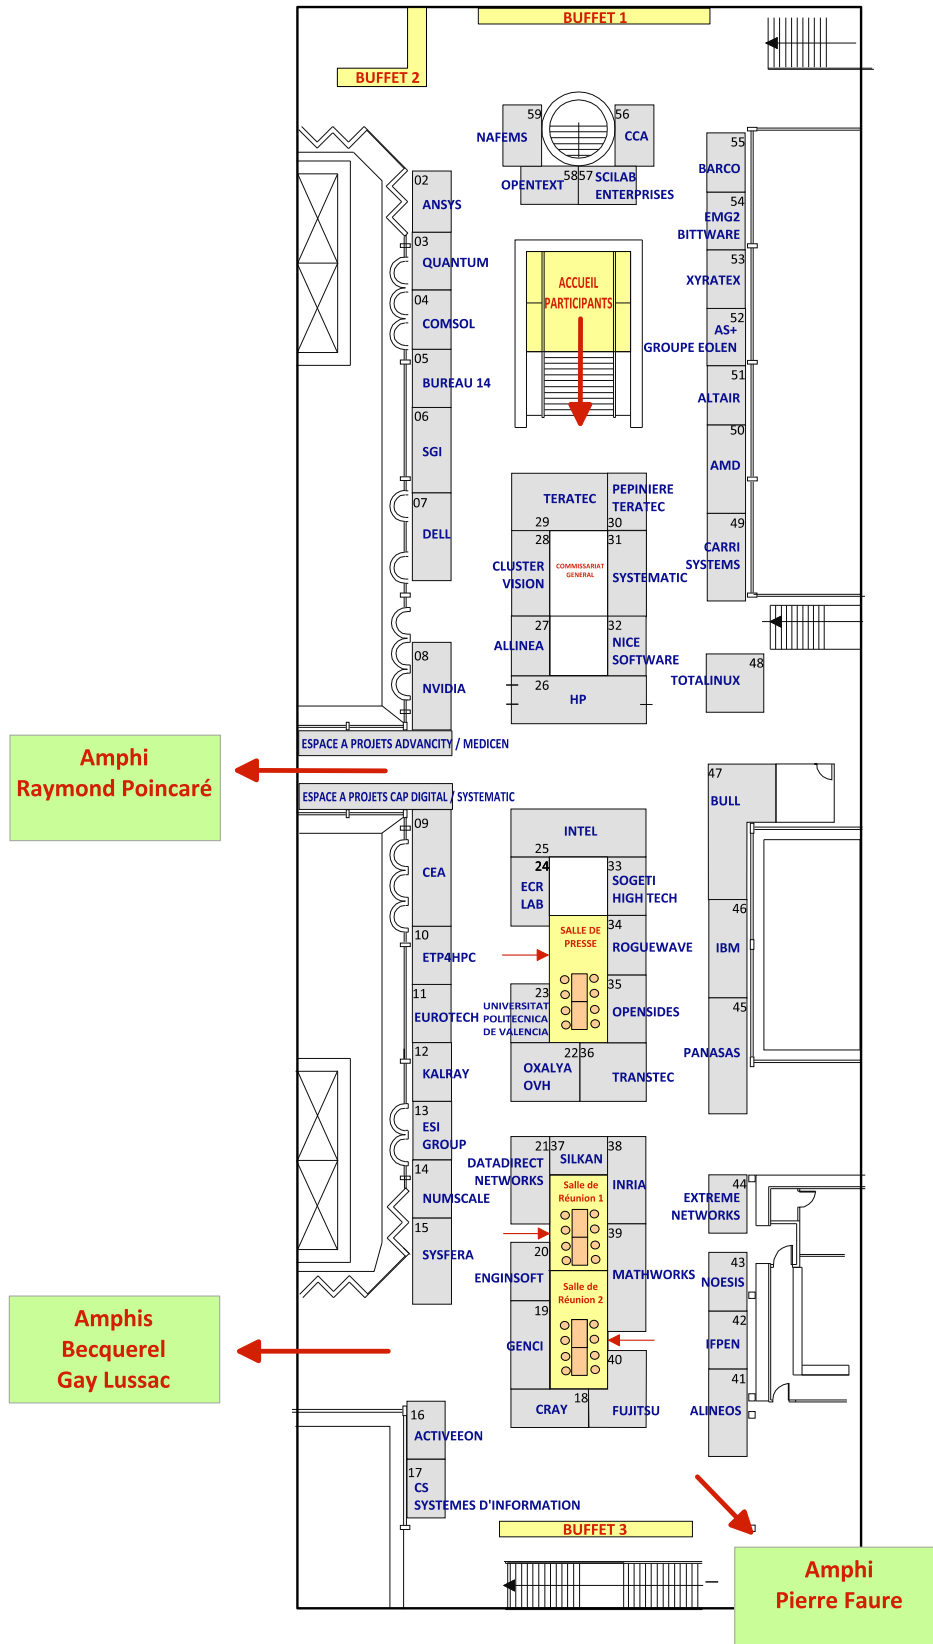 BUFFET 1
BUFFET 2
59
NAFEMS
56
CCA
58
OPENTEXT
57
SCILAB
ENTERPRISES
55
BARCO
02
ANSYS
54
EMG2
BITTWARE
03
QUANTUM
53
XYRATEX
ACCUEIL
PARTICIPANTS
04
COMSOL
52
AS+
GROUPE EOLEN
05
BUREAU 14
51
ALTAIR
06
SGI
50
AMD
07
DELL
TERATEC
29
PEPINIERE
TERATEC
30
49
CARRI
SYSTEMS
28
CLUSTER
VISION
COMMISSARIAT
GENERAL
31
SYSTEMATIC
27
ALLINEA
32
NICE
SOFTWARE
08
NVIDIA
26
HP
48
TOTALINUX
ESPACE A PROJETS ADVANCITY / MEDICEN
Amphi
Raymond Poincaré
ESPACE A PROJETS CAP DIGITAL / SYSTEMATIC
47
BULL
09
CEA
INTEL
25
24
ECR
LAB
33
SOGETI
HIGH TECH
10
ETP4HPC
SALLE DE
PRESSE
34
ROGUEWAVE
46
IBM
11
EUROTECH
23
UNIVERSITAT
POLITECNICA
DE VALENCIA
35
OPENSIDES
45
PANASAS
12
KALRAY
22
OXALYA
OVH
36
TRANSTEC
13
ESI
GROUP
21
DATADIRECT
NETWORKS
37
SILKAN
38
INRIA
14
NUMSCALE
Salle de
Réunion 1
44
EXTREME
NETWORKS
15
SYSFERA
20
ENGINSOFT
39
MATHWORKS
43
NOESIS
Salle de
Réunion 2
19
GENCI
42
IFPEN
Amphis
Becquerel
Gay Lussac
40
FUJITSU
41
ALINEOS
18
CRAY
16
ACTIVEEON
17
CS
SYSTEMES D'INFORMATION
BUFFET 3
Amphi
Pierre Faure